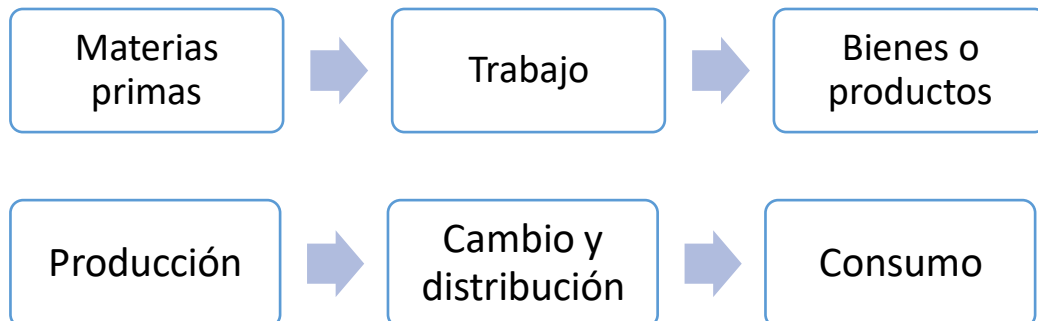 Materias
primas
Trabajo
Bienes o
productos
Producción
Cambio y
distribución
Consumo